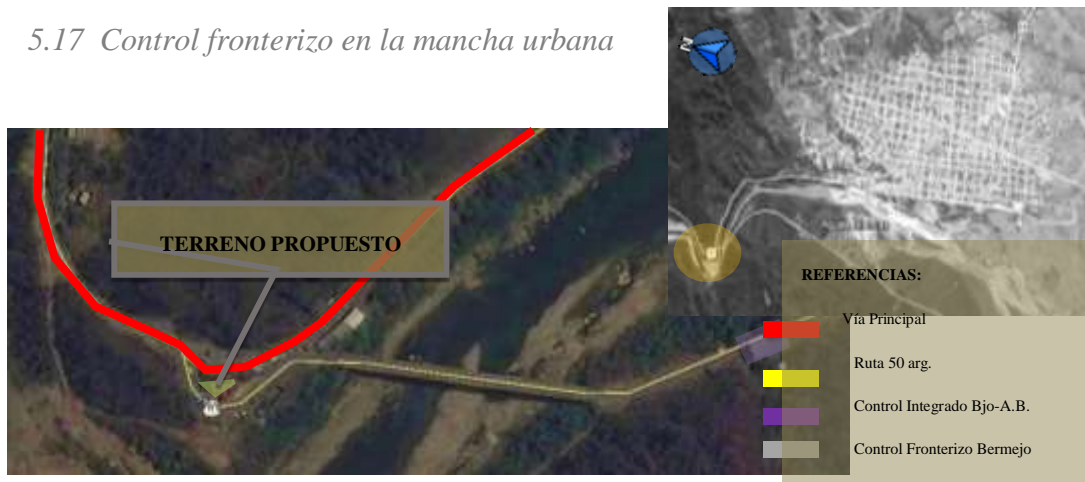 5.17 Control fronterizo en la mancha urbana
N
TERRENO PROPUESTO
REFERENCIAS:
Vía Principal
Ruta 50 arg.
Control Integrado Bjo-A.B.
Control Fronterizo Bermejo